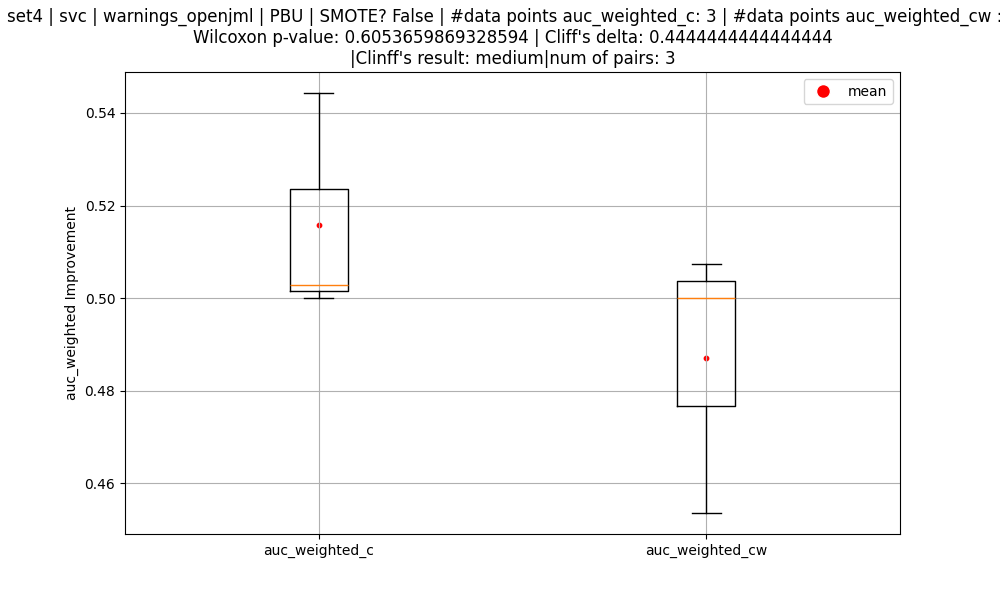 set4 | svc | warnings_openjml | PBU | SMOTE? False | #data points auc_weighted_c: 3 | #data points auc_weighted_cw :
Wilcoxon p-value: 0.6053659869328594 | Cliff's delta: 0.4444444444444444
|Clinff's result: medium|num of pairs: 3
mean
0.54
0.52
0.50
0.48
0.46
auc_weighted Improvement
auc_weighted_c
auc_weighted_cw